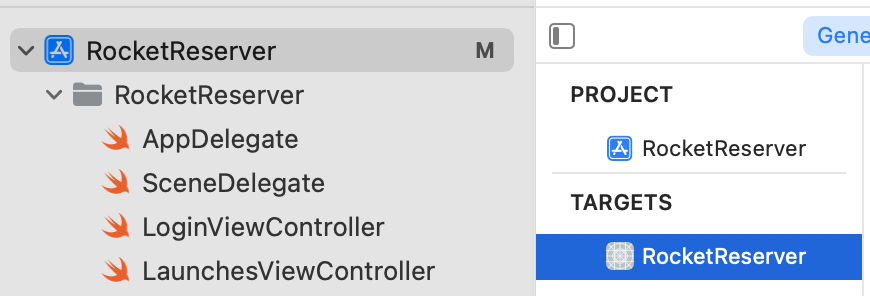 RocketReserver M
RocketReserver
AppDelegate
SceneDelegate
LoginViewController
LaunchesViewController
Gene
PROJECT
RocketReserver
TARGETS
RocketReserver